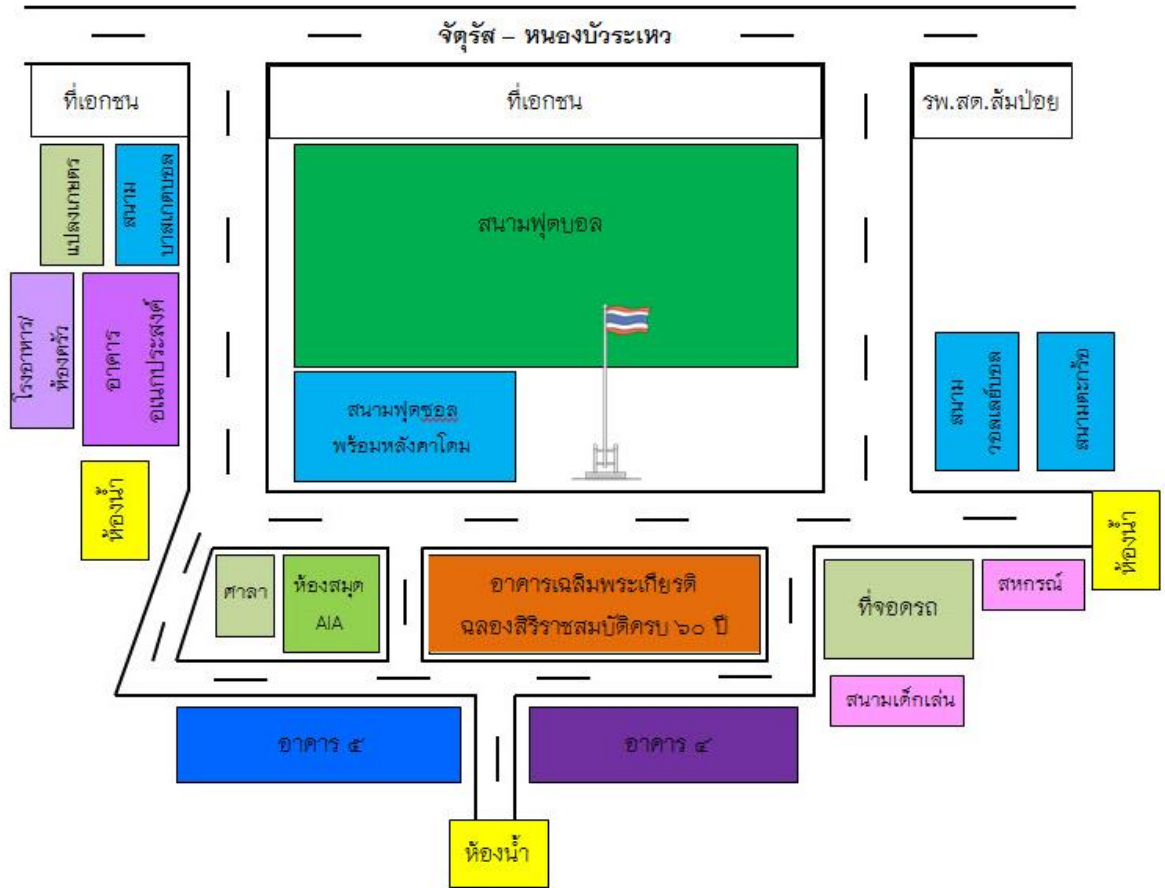 จัตุรัส – หนองบัวระเหว
ที่เอกชน
ที่เอกชน
รพ.สต.ส้มป่อย
แปลงเกษตร
สนาม
บาสเกตบอล
สนามฟุตบอล
โรงอาหาร/
ห้องครัว
อาคาร
อเนกประสงค์
สนามฟุตซอล
พร้อมหลังคาโดม
สนาม
วอลเลย์บอล
สนามตะกร้อ
ห้องน้ำ
ห้องน้ำ
ศาลา
ห้องสมุด
AIA
อาคารเฉลิมพระเกียรติ
ฉลองสิริราชสมบัติครบ ๖๐ ปี
ที่จอดรถ
สหกรณ์
สนามเด็กเล่น
อาคาร ๕
อาคาร ๔
ห้องน้ำ